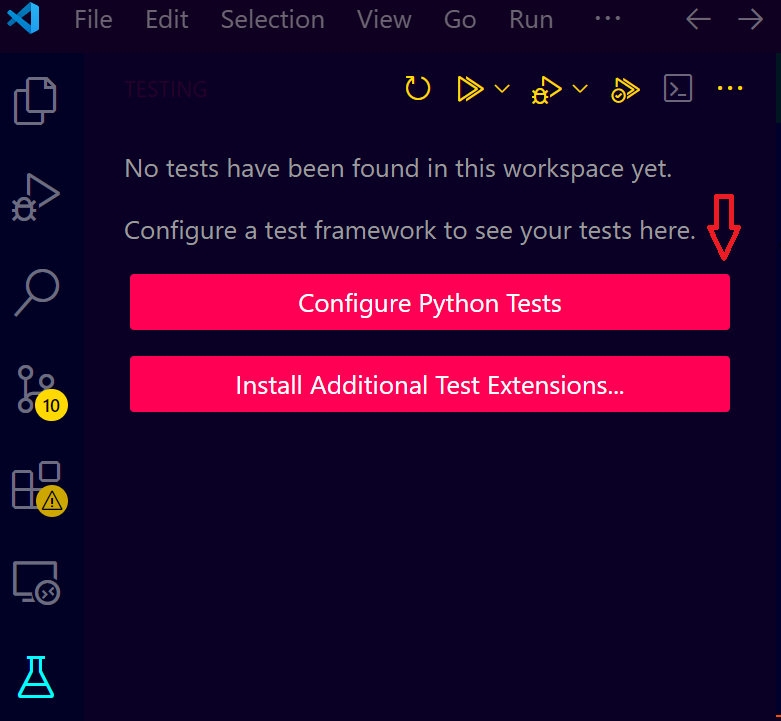 File Edit Selection View Go Run ...
TESTING
No tests have been found in this workspace yet.
Configure a test framework to see your tests here.
Configure Python Tests
Install Additional Test Extensions...
10